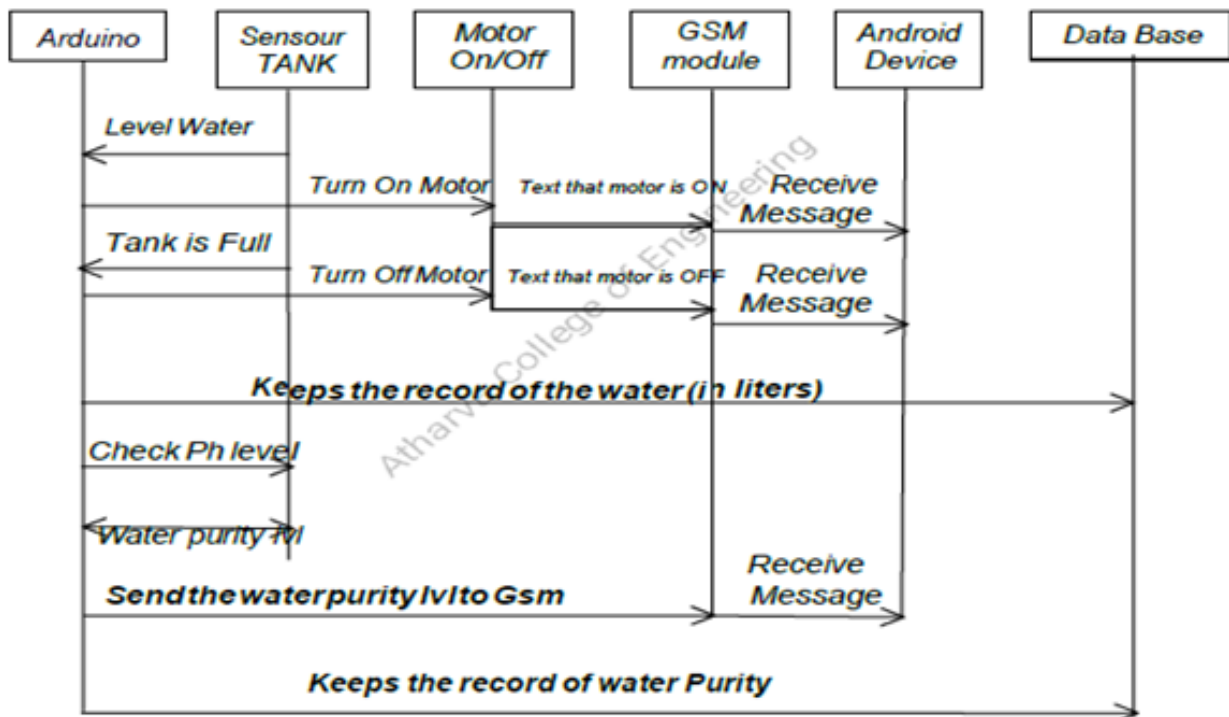 Arduino
Sensour
TANK
Motor
On/Off
GSM
module
Android
Device
Data Base
Level Water
Turn On Motor
Text that motor is ON
Receive
Message
Tank is Full
Turn Off Motor
Text that motor is OFF
Receive
Message
Keeps the record of the water (in liters)
Check Ph level
Water purity lvl
Send the water purity lvl to Gsm
Receive
Message
Keeps the record of water Purity
Atharva College of Engineering